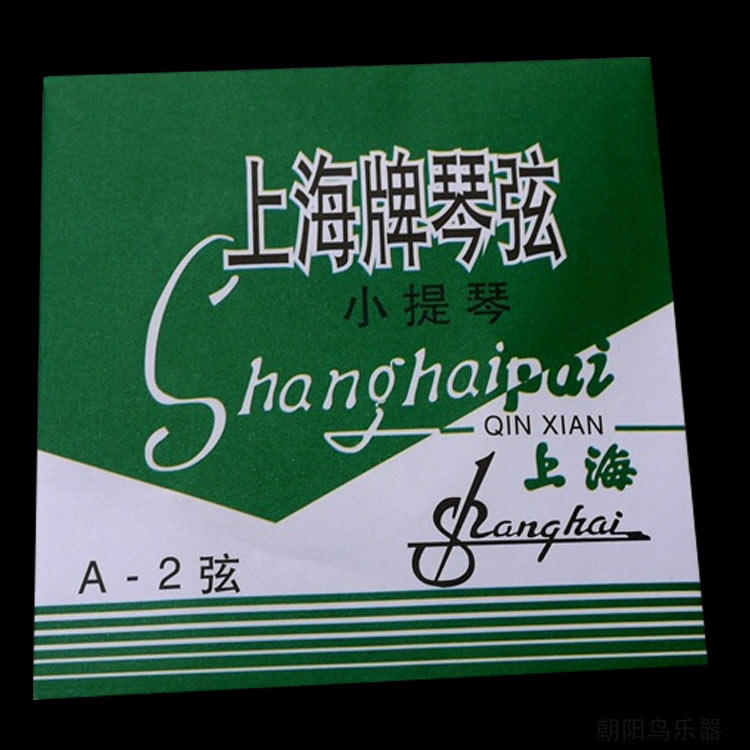 上海牌琴弦
小提琴
Shanghaipai
QIN XIAN
上海
Shanghai
A-2弦
朝阳鸟乐器